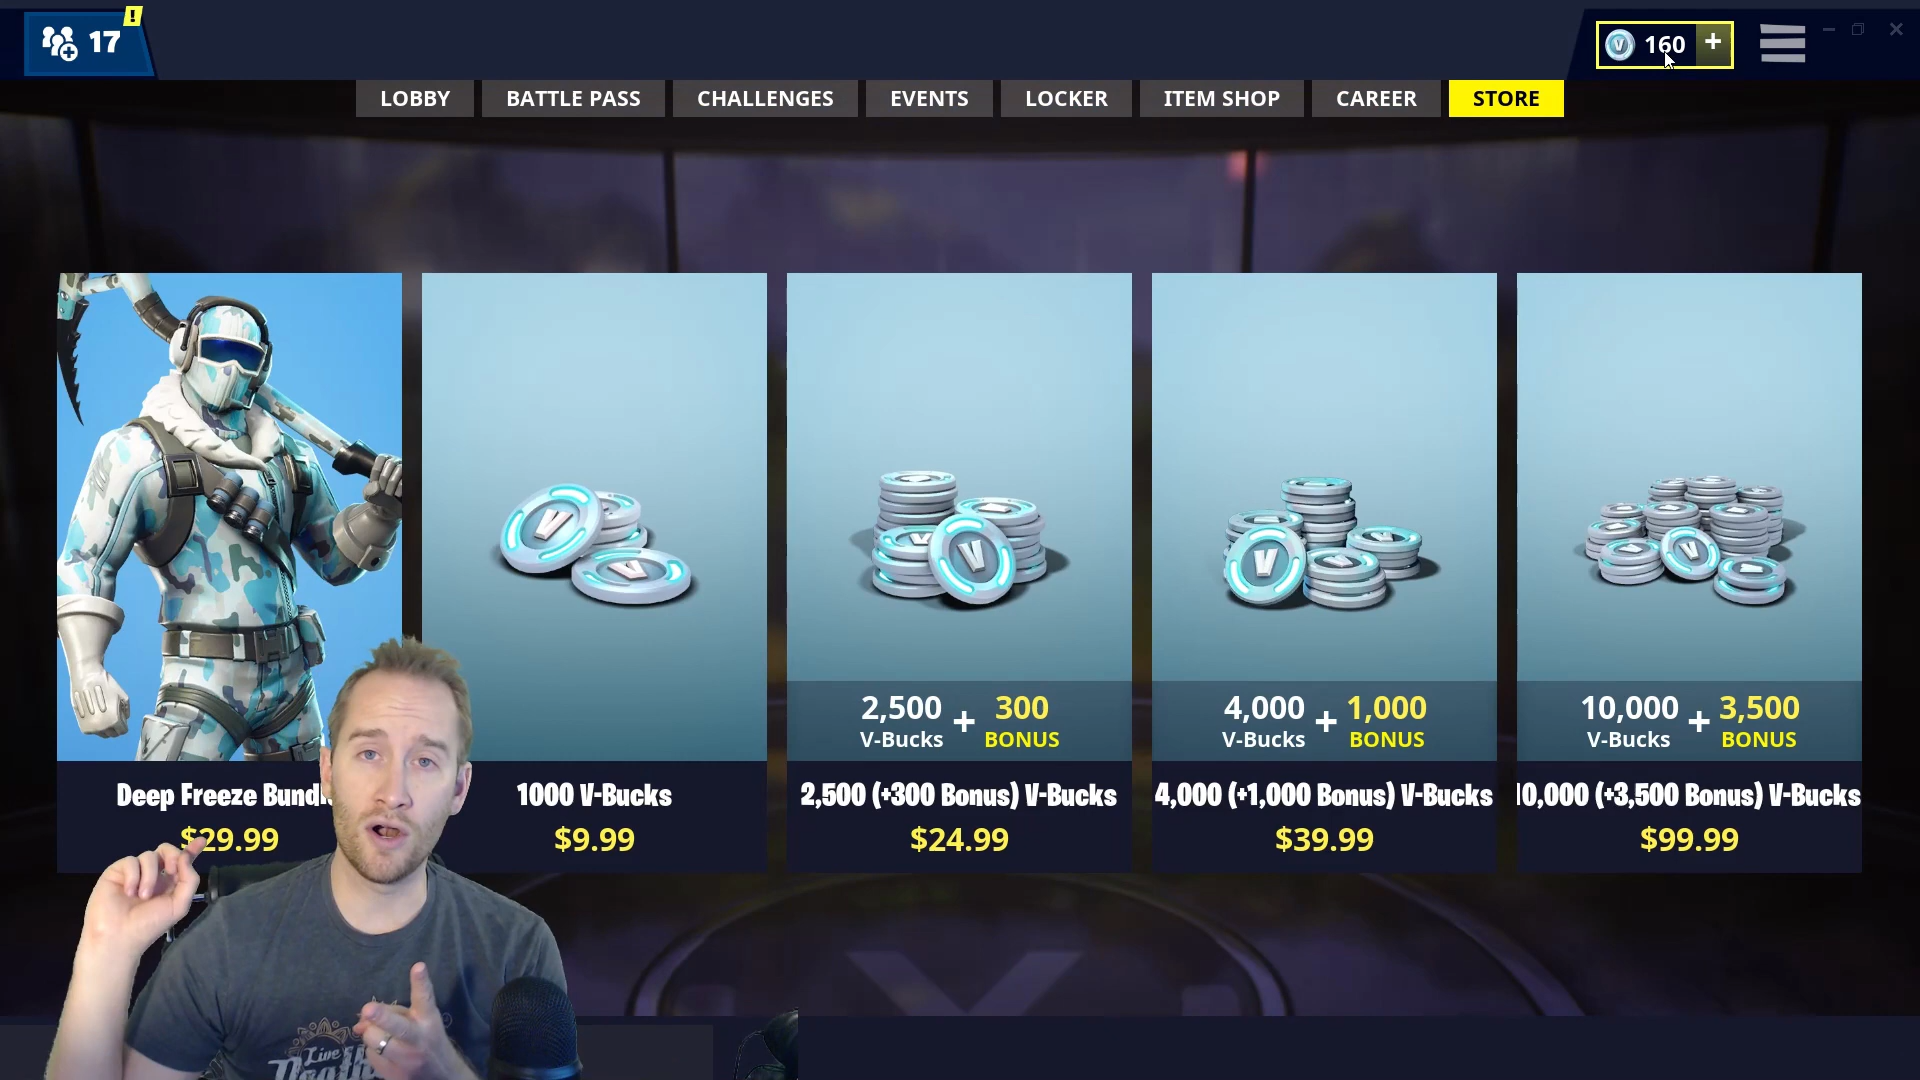 !
17
160 +
LOBBY
BATTLE PASS
CHALLENGES
EVENTS
LOCKER
ITEM SHOP
CAREER
STORE
2,500 + 300
V-Bucks BONUS
4,000 + 1,000
V-Bucks BONUS
10,000 + 3,500
V-Bucks BONUS
Deep Freeze
$29.99
1000 V-Bucks
$9.99
2,500 (+300 Bonus) V-Bucks
$24.99
4,000 (+1,000 Bonus) V-Bucks
$39.99
10,000 (+3,500 Bonus) V-Bucks
$99.99
Live